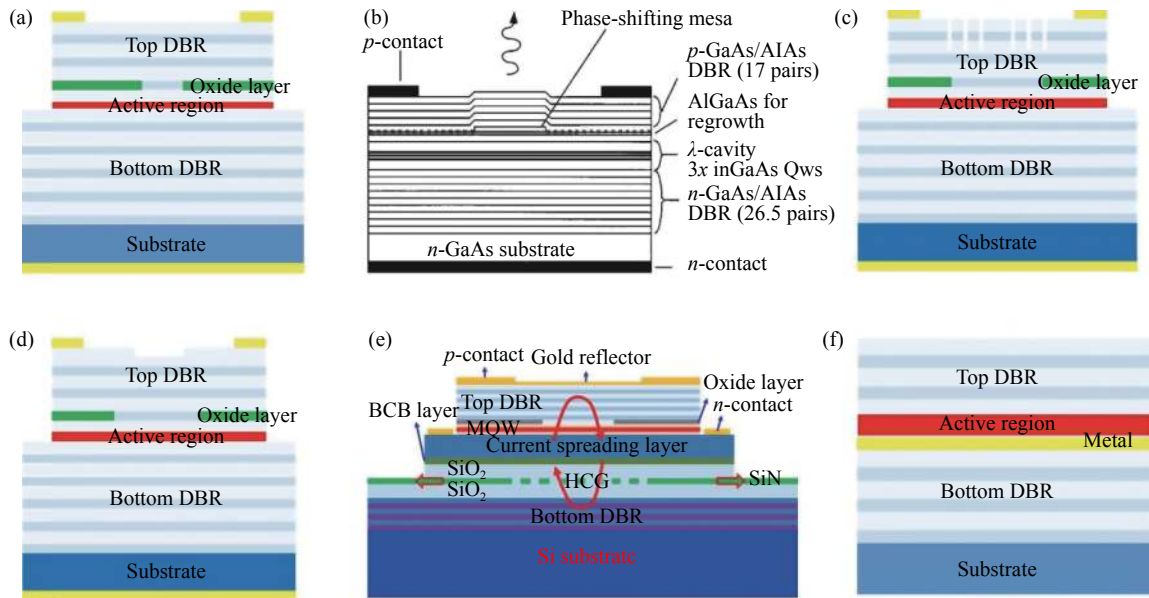 (a)
Top DBR
Oxide layer
Active region
Bottom DBR
Substrate
(b)
Phase-shifting mesa
p-contact
p-GaAs/AIAs
DBR (17 pairs)
AlGaAs for
regrowth
λ-cavity
3x inGaAs Qws
n-GaAs/AIAs
DBR (26.5 pairs)
n-GaAs substrate
n-contact
(c)
Top DBR
Oxide layer
Active region
Bottom DBR
Substrate
(d)
Top DBR
Oxide layer
Active region
Bottom DBR
Substrate
(e)
p-contact
Gold reflector
Oxide layer
n-contact
BCB layer
Top DBR
MQW
Current spreading layer
SiO₂
HCG
SiN
SiO₂
Bottom DBR
Si substrate
(f)
Top DBR
Active region
Metal
Bottom DBR
Substrate